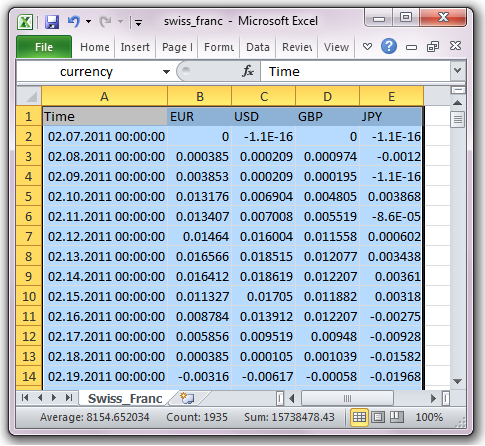 swiss_franc - Microsoft Excel
File Home Insert Page l Formu Data Review View
currency fx Time
A B C D E
1 Time EUR USD GBP JPY
2 02.07.2011 00:00:00 0 -1.1E-16 0 -1.1E-16
3 02.08.2011 00:00:00 0.000385 0.000209 0.000974 -0.0012
4 02.09.2011 00:00:00 0.003853 0.000209 0.000195 -1.1E-16
5 02.10.2011 00:00:00 0.013176 0.006904 0.004805 0.003868
6 02.11.2011 00:00:00 0.013407 0.007008 0.005519 -8.6E-05
7 02.12.2011 00:00:00 0.01464 0.016004 0.011558 0.000602
8 02.13.2011 00:00:00 0.016566 0.018515 0.012077 0.003438
9 02.14.2011 00:00:00 0.016412 0.018619 0.012207 0.00361
10 02.15.2011 00:00:00 0.011327 0.01705 0.011882 0.00318
11 02.16.2011 00:00:00 0.008784 0.013912 0.012207 -0.00275
12 02.17.2011 00:00:00 0.005856 0.009519 0.00948 -0.00928
13 02.18.2011 00:00:00 0.000385 0.000105 0.001039 -0.01582
14 02.19.2011 00:00:00 -0.00316 -0.00617 -0.00058 -0.01968
Swiss_Franc
Average: 8154.652034 Count: 1935 Sum: 15738478.43 100%